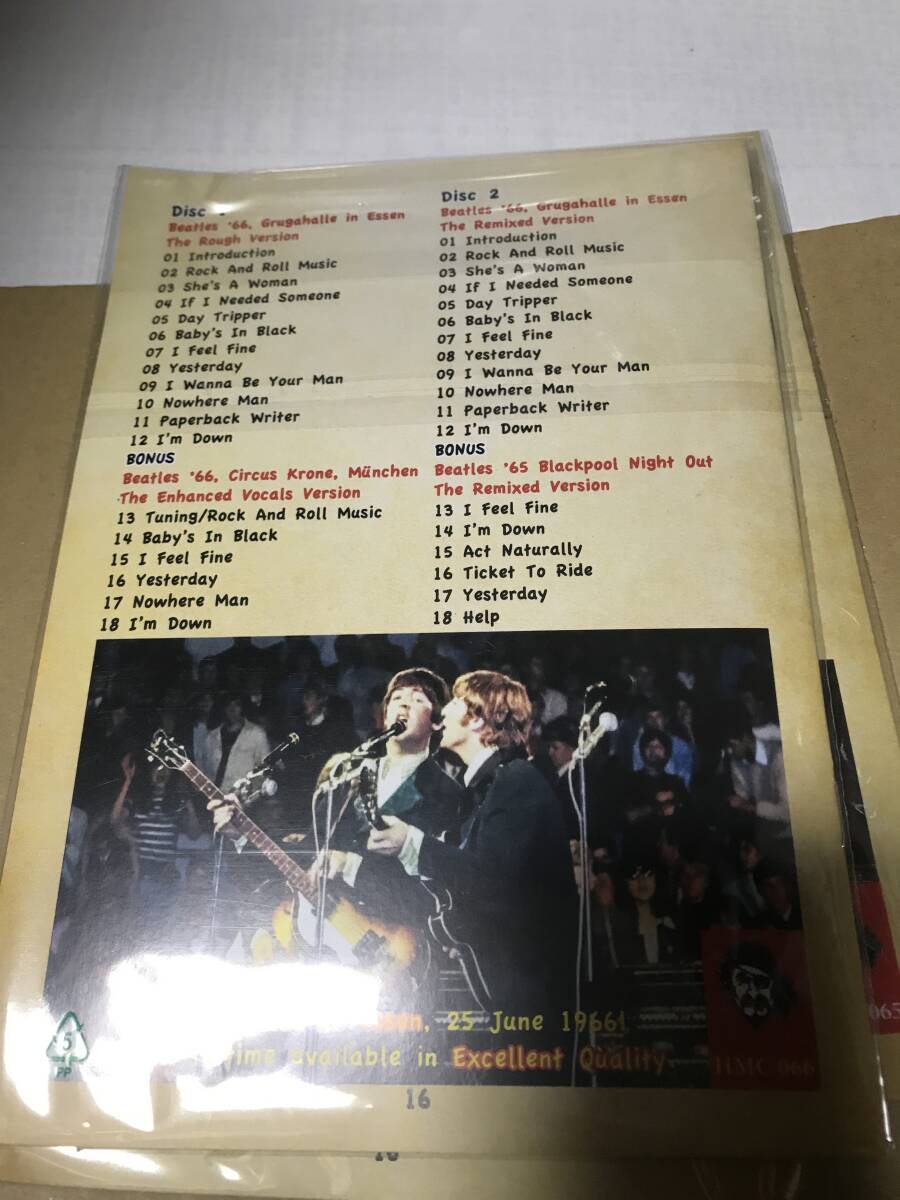 Disc
Beatles '66, Grugahalle in Essen
The Rough Version
01 Introduction
02 Rock And Roll Music
03 She's A Woman
04 If I Needed Someone
05 Day Tripper
06 Baby's In Black
07 I Feel Fine
08 Yesterday
09 I Wanna Be Your Man
10 Nowhere Man
11 Paperback Writer
12 I'm Down
BONUS
Beatles '66, Circus Krone, München
The Enhanced Vocals Version
13 Tuning/Rock And Roll Music
14 Baby's In Black
15 I Feel Fine
16 Yesterday
17 Nowhere Man
18 I'm Down
Disc 2
Beatles '66, Grugahalle in Essen
The Remixed Version
01 Introduction
02 Rock And Roll Music
03 She's A Woman
04 If I Needed Someone
05 Day Tripper
06 Baby's In Black
07 I Feel Fine
08 Yesterday
09 I Wanna Be Your Man
10 Nowhere Man
11 Paperback Writer
12 I'm Down
BONUS
Beatles '65 Blackpool Night Out
The Remixed Version
13 I Feel Fine
14 I'm Down
15 Act Naturally
16 Ticket To Ride
17 Yesterday
18 Help
25 June 1966!
time available in Excellent Quality
HMC 066
065
5
PP
16